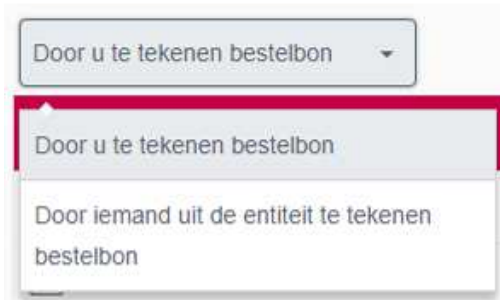 Door u te tekenen bestelbon
Door u te tekenen bestelbon
Door iemand uit de entiteit te tekenen
bestelbon